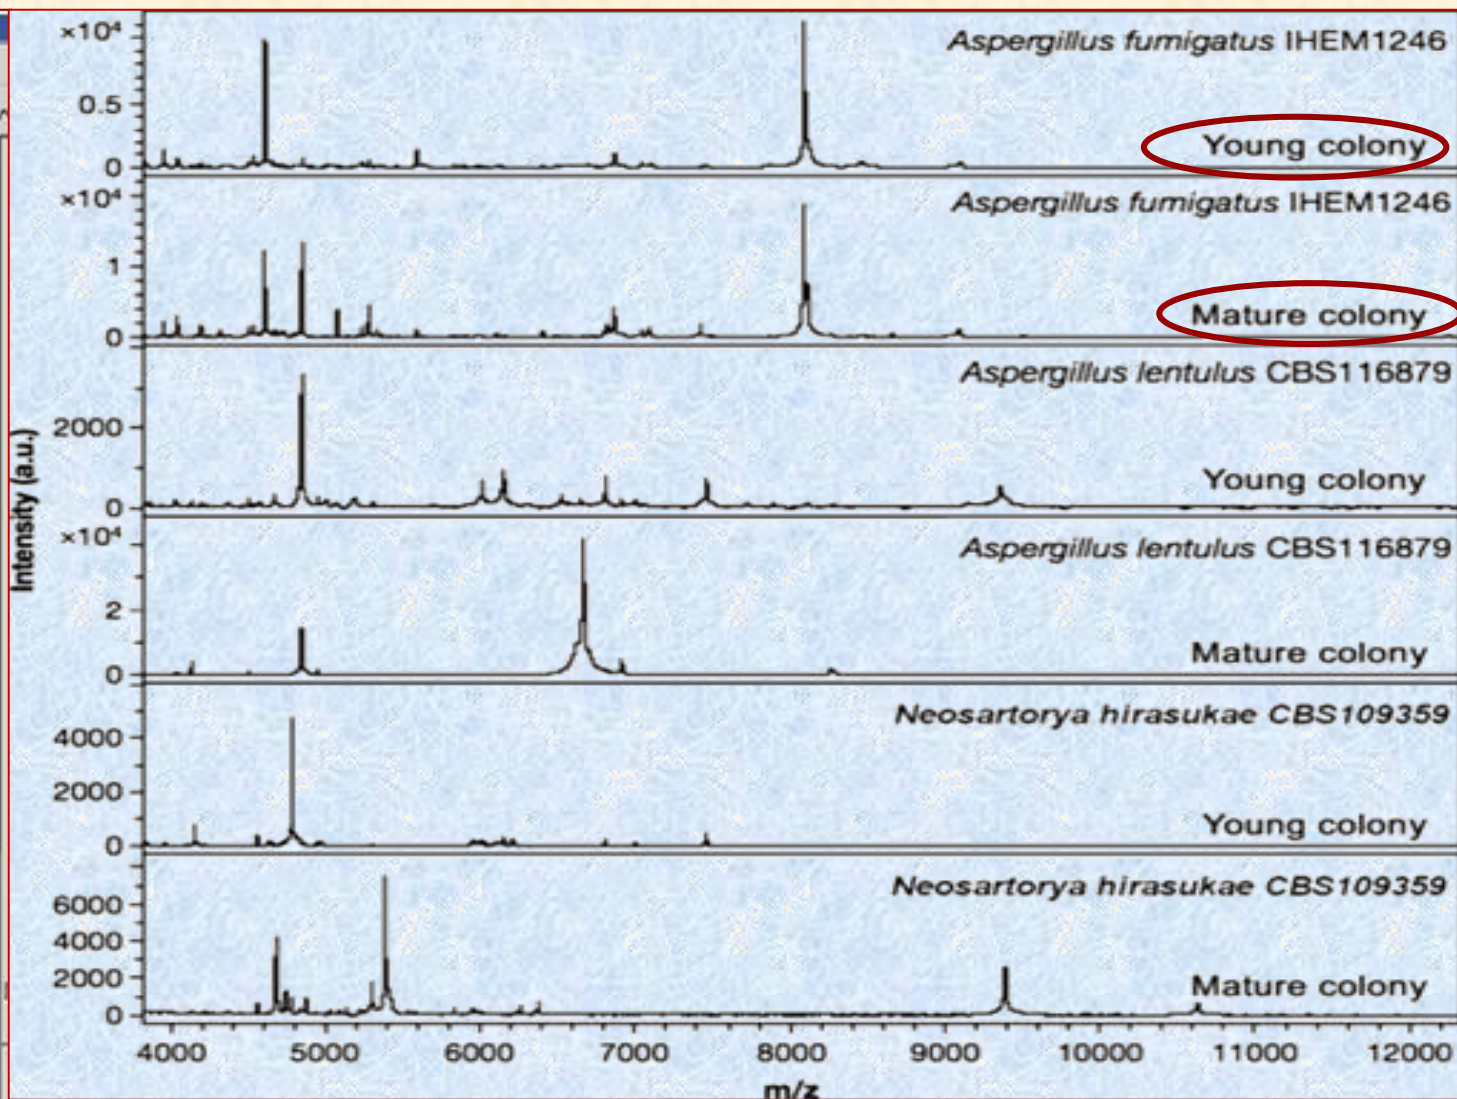 ×10⁴
Aspergillus fumigatus IHEM1246
0.5
Young colony
0
×10⁴
Aspergillus fumigatus IHEM1246
1
Mature colony
0
Aspergillus lentulus CBS116879
2000
Young colony
0
×10⁴
Aspergillus lentulus CBS116879
2
Mature colony
0
Neosartorya hirasukae CBS109359
4000
2000
Young colony
0
Neosartorya hirasukae CBS109359
6000
4000
2000
Mature colony
0
Intensity (a.u.)
4000 5000 6000 7000 8000 9000 10000 11000 12000
m/z